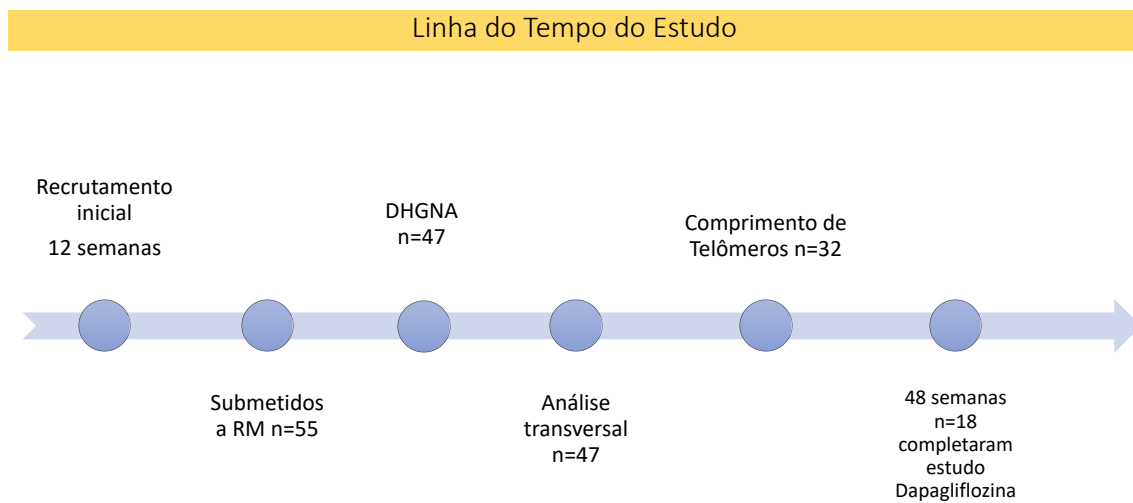 Linha do Tempo do Estudo
Recrutamento
inicial
12 semanas
Submetidos
a RM n=55
DHGNA
n=47
Análise
transversal
n=47
Comprimento de
Telômeros n=32
48 semanas
n=18
completaram
estudo
Dapagliflozina